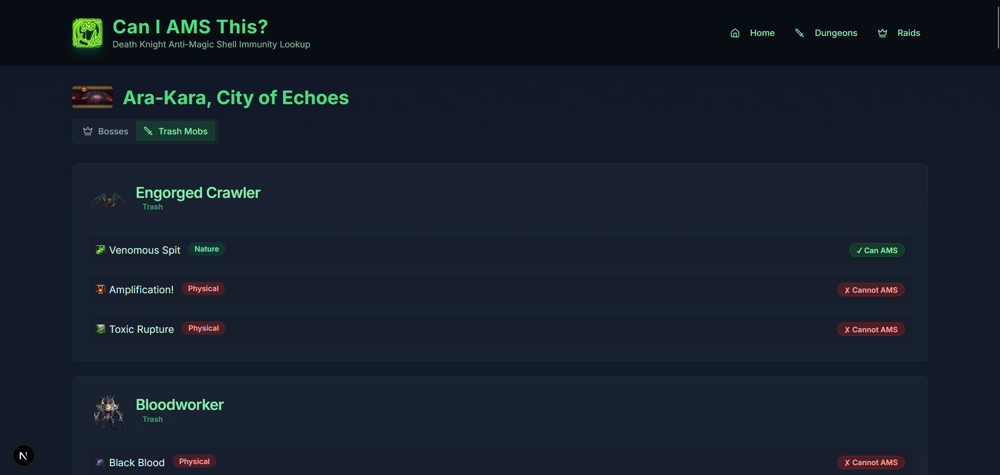 Can I AMS This?
Death Knight Anti-Magic Shell Immunity Lookup
Home
Dungeons
Raids
Ara-Kara, City of Echoes
Bosses
Trash Mobs
Engorged Crawler
Trash
Venomous Spit
Nature
✓ Can AMS
Amplification!
Physical
✗ Cannot AMS
Toxic Rupture
Physical
✗ Cannot AMS
Bloodworker
Trash
Black Blood
Physical
✗ Cannot AMS
N